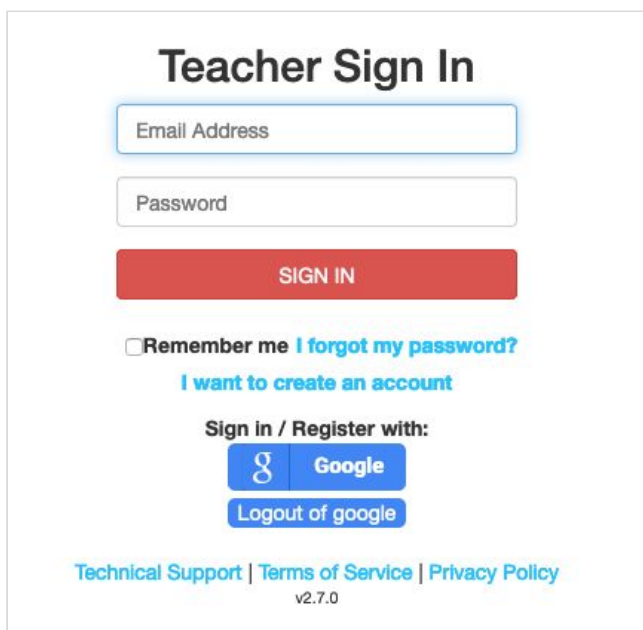 Teacher Sign In
Email Address
Password
SIGN IN
Remember me I forgot my password?
I want to create an account
Sign in / Register with:
g Google
Logout of google
Technical Support | Terms of Service | Privacy Policy
v2.7.0